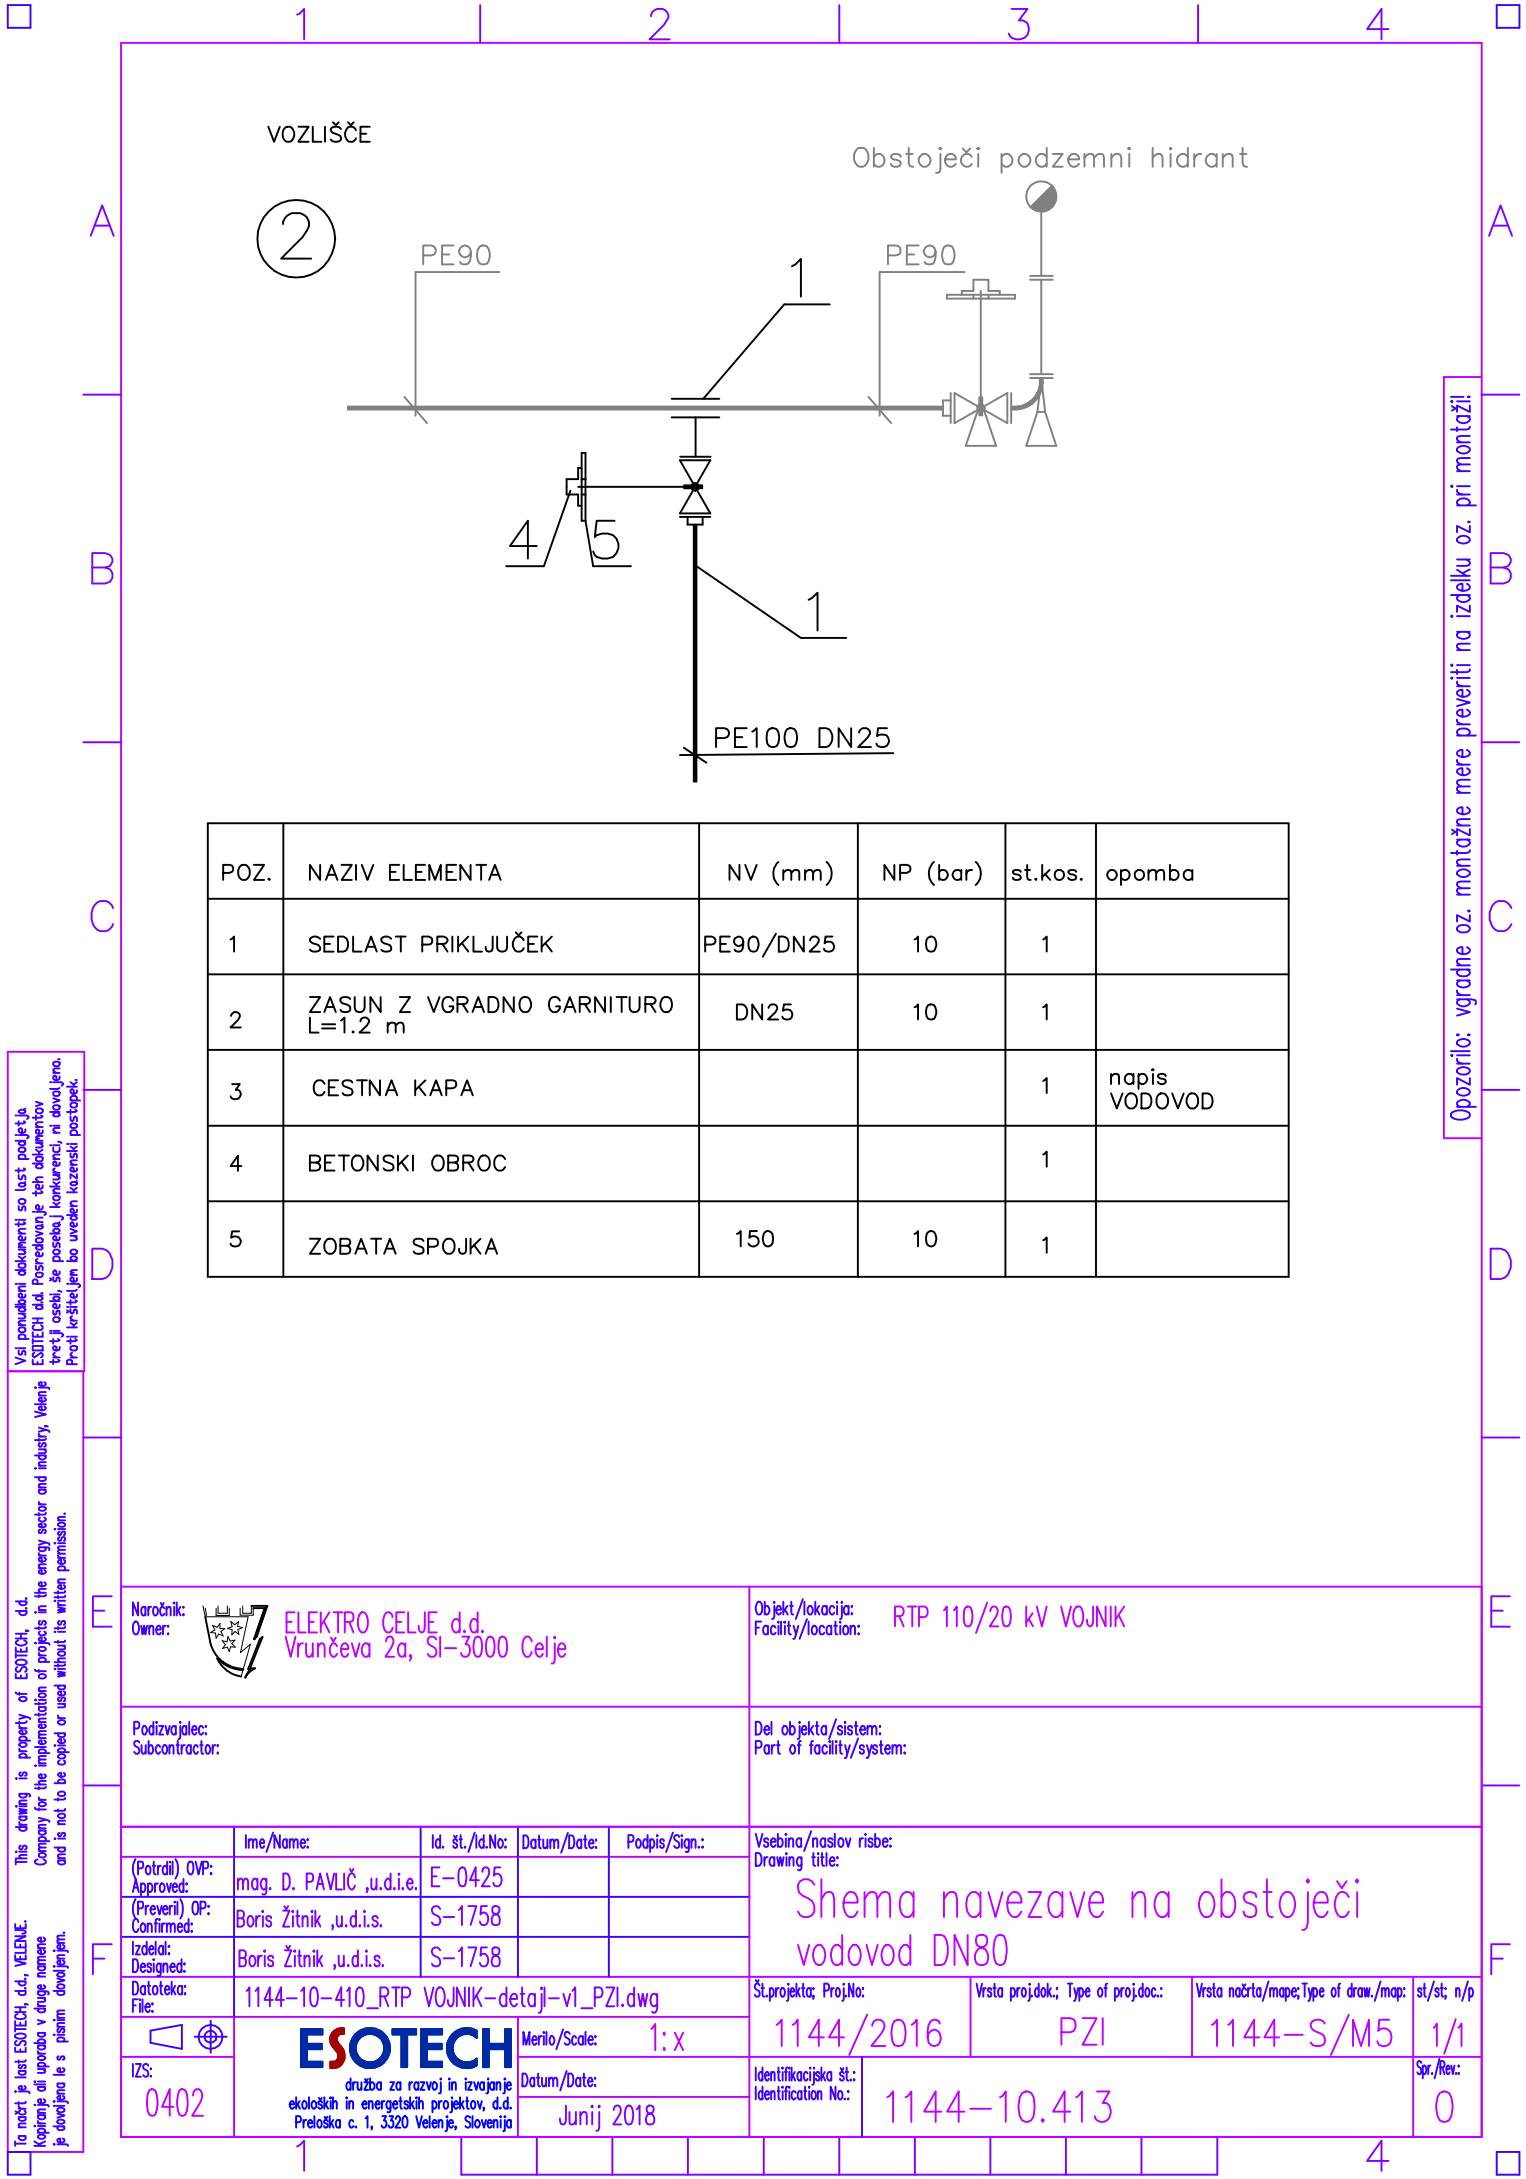 1 2 3 4
VOZLIŠČE
Obstoječi podzemni hidrant
2
A A
PE90 PE90
1
4 5
B B
1
PE100 DN25
POZ. NAZIV ELEMENTA NV (mm) NP (bar) st.kos. opomba
1 SEDLAST PRIKLJUČEK PE90/DN25 10 1
2 ZASUN Z VGRADNO GARNITURO
L=1.2 m DN25 10 1
3 CESTNA KAPA 1 napis
VODOVOD
4 BETONSKI OBROC 1
5 ZOBATA SPOJKA 150 10 1
C C
D D
E E
F F
Opozorilo: vgradne oz. montažne mere preveriti na izdelku oz. pri montaži!
Vsi ponudbeni dokumenti so last podjetja
ESOTECH d.d. Posredovanje teh dokumentov
tretji osebi, še posebaj konkurenci, ni dovoljeno.
Proti kršiteljem bo uveden kazenski postopek.
This drawing is property of ESOTECH, d.d.
Company for the implementation of projects in the energy sector and industry, Velenje
and is not to be copied or used without its written permission.
Ta načrt je last ESOTECH, d.d., VELENJE.
Kopiranje ali uporaba v druge namene
je dovoljena le s pisnim dovoljenjem.
Naročnik:
Owner:
ELEKTRO CELJE d.d.
Vrunčeva 2a, SI-3000 Celje
Objekt/lokacija:
Facility/location:
RTP 110/20 kV VOJNIK
Podizvajalec:
Subcontractor:
Del objekta/sistem:
Part of facility/system:
Ime/Name: Id. št./Id.No: Datum/Date: Podpis/Sign.:
(Potrdil) OVP:
Approved:
mag. D. PAVLIČ ,u.d.i.e. E-0425
(Preveril) OP:
Confirmed:
Boris Žitnik ,u.d.i.s. S-1758
Izdelal:
Designed:
Boris Žitnik ,u.d.i.s. S-1758
Vsebina/naslov risbe:
Drawing title:
Shema navezave na obstoječi
vodovod DN80
Datoteka:
File:
1144-10-410_RTP VOJNIK-detajl-v1_PZI.dwg
Št.projekta; Proj.No:
1144/2016
Vrsta proj.dok.; Type of proj.doc.:
PZI
Vrsta načrta/mape;Type of draw./map:
1144-S/M5
st/st; n/p
1/1
IZS:
0402
ESOTECH
družba za razvoj in izvajanje
ekoloških in energetskih projektov, d.d.
Preloška c. 1, 3320 Velenje, Slovenija
Merilo/Scale: 1:x
Datum/Date:
Junij 2018
Identifikacijska št.:
Identification No.:
1144-10.413
Spr./Rev.:
0
1 4